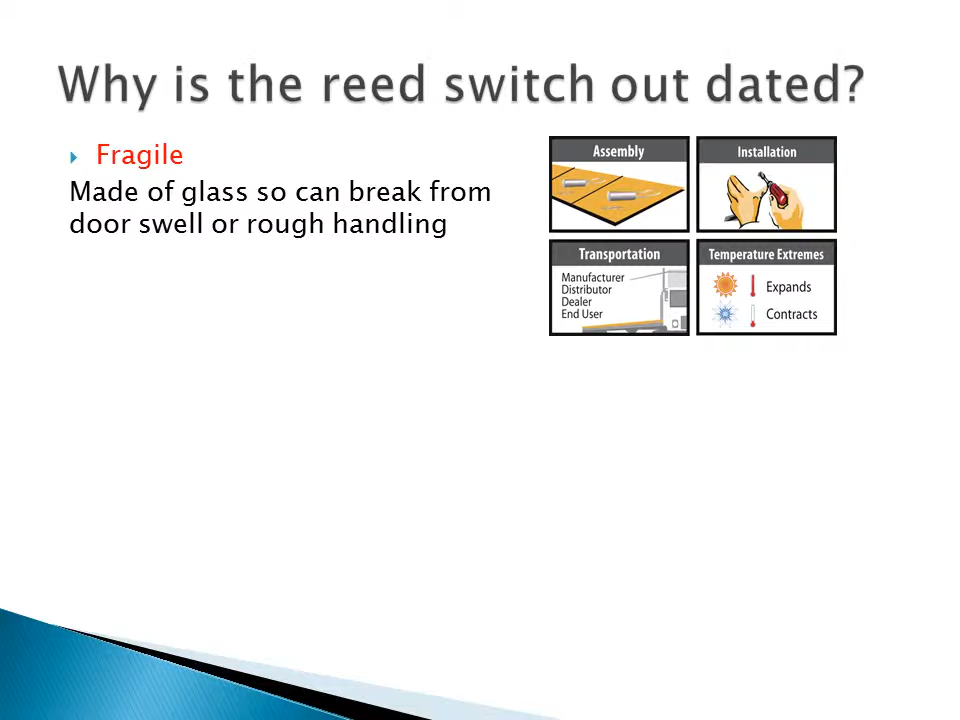 Why is the reed switch out dated?
Fragile
Made of glass so can break from
door swell or rough handling
Assembly
Installation
Transportation
Manufacturer
Distributor
Dealer
End User
Temperature Extremes
Expands
Contracts